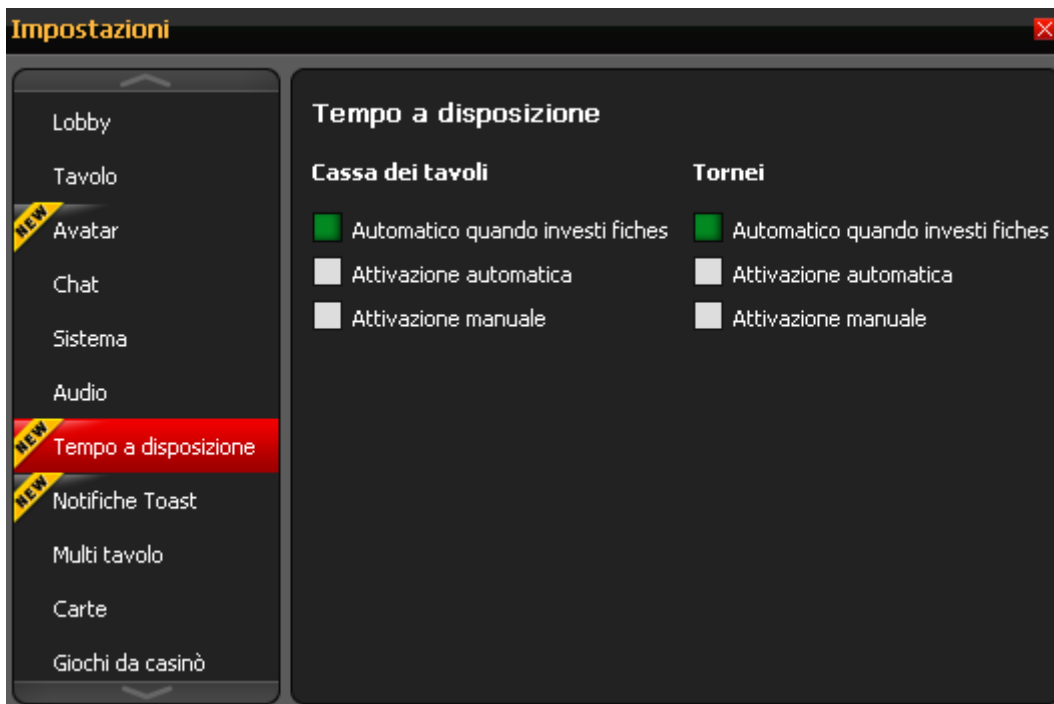 Impostazioni
Lobby
Tavolo
NEW
Avatar
Chat
Sistema
Audio
NEW
Tempo a disposizione
NEW
Notifiche Toast
Multi tavolo
Carte
Giochi da casinò
Tempo a disposizione
Cassa dei tavoli
Automatico quando investi fiches
Attivazione automatica
Attivazione manuale
Tornei
Automatico quando investi fiches
Attivazione automatica
Attivazione manuale